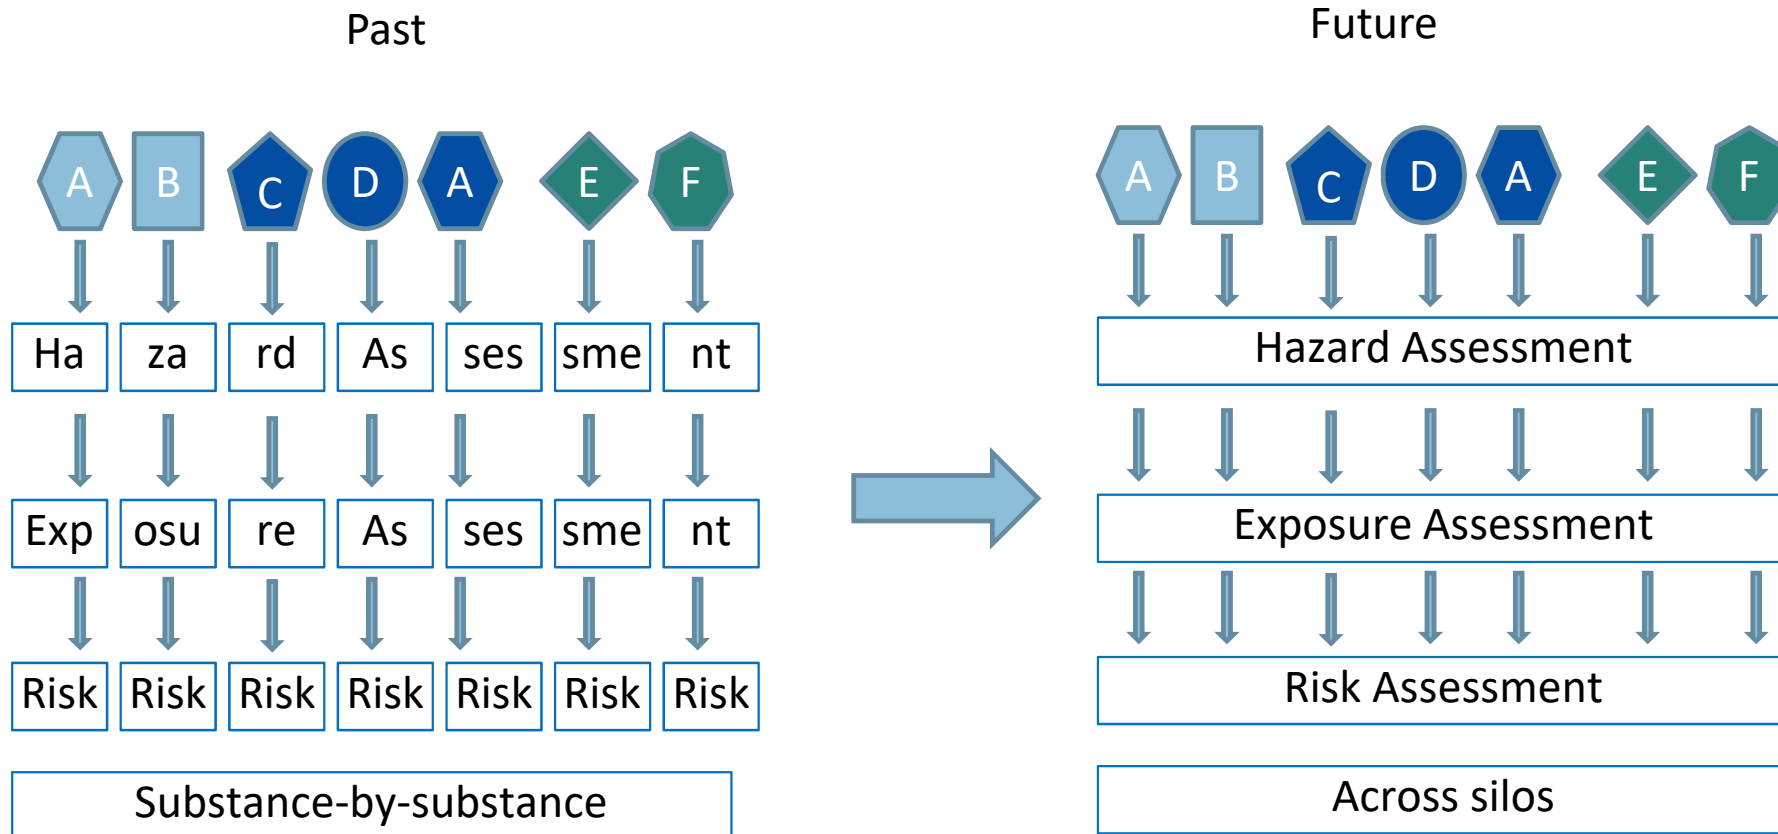 Past
A B C D A E F
Ha za rd As ses sme nt
Exp osu re As ses sme nt
Risk Risk Risk Risk Risk Risk Risk
Substance-by-substance
Future
A B C D A E F
Hazard Assessment
Exposure Assessment
Risk Assessment
Across silos